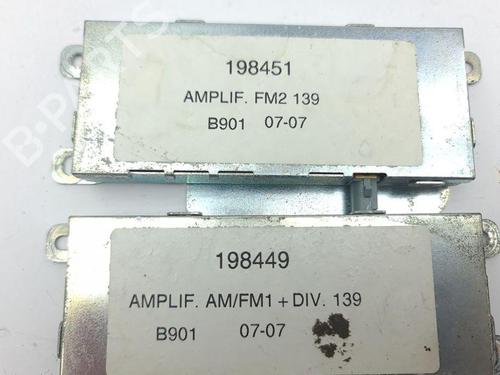 198451
AMPLIF. FM2 139
B901 07-07
198449
AMPLIF. AM/FM1 + DIV. 139
B901 07-07
B-PARTS